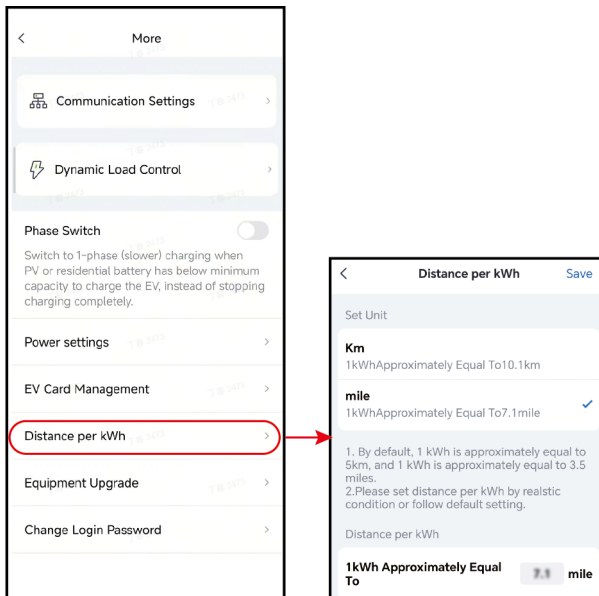 More
Communication Settings
Dynamic Load Control
Phase Switch
Switch to 1-phase (slower) charging when
PV or residential battery has below minimum
capacity to charge the EV, instead of stopping
charging completely.
Power settings
EV Card Management
Distance per kWh
Equipment Upgrade
Change Login Password
Distance per kWh Save
Set Unit
Km
1kWhApproximately Equal To10.1km
mile
1kWhApproximately Equal To7.1mile
1. By default, 1 kWh is approximately equal to
5km, and 1 kWh is approximately equal to 3.5
miles.
2.Please set distance per kWh by realstic
condition or follow default setting.
Distance per kWh
1kWh Approximately Equal
To 7.1 mile